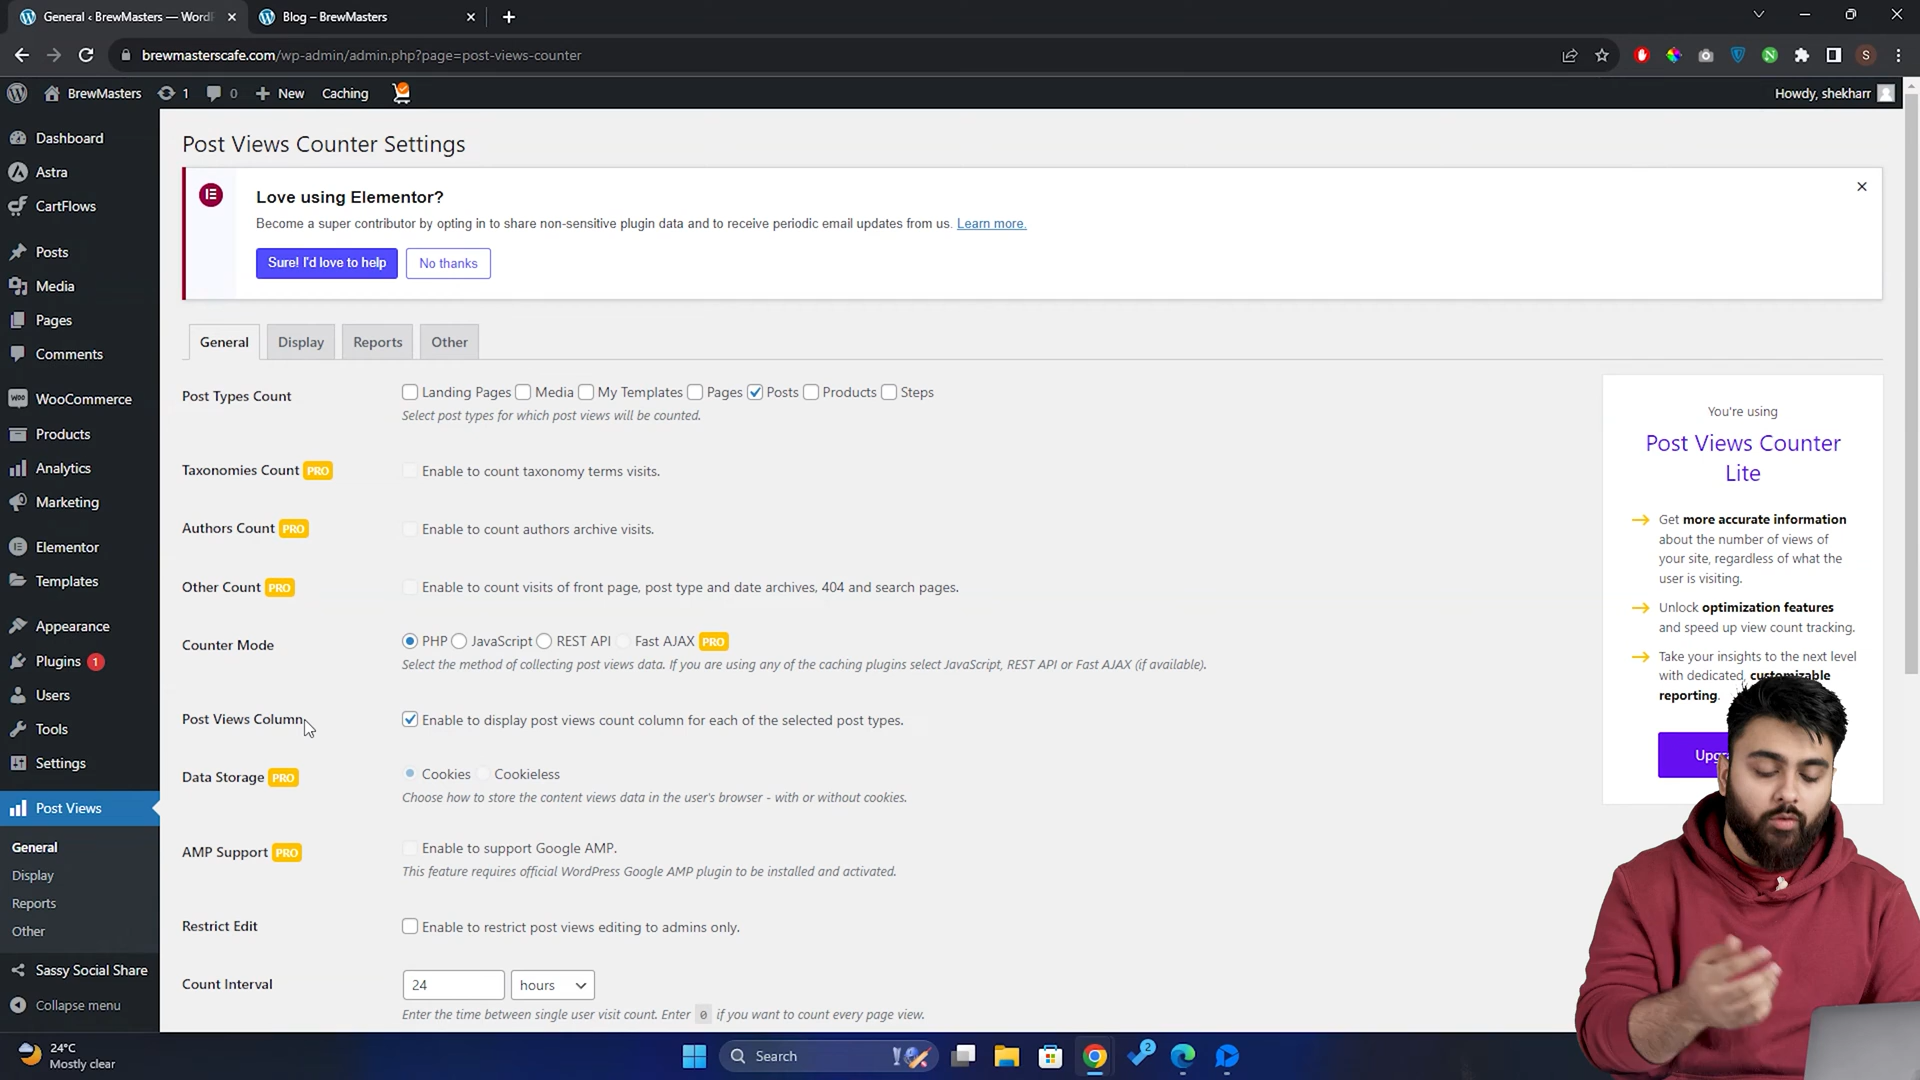 General ‹ BrewMasters — WordP
Blog – BrewMasters
brewmasterscafe.com/wp-admin/admin.php?page=post-views-counter
S
BrewMasters 1 0 New Caching
Howdy, shekharr
Dashboard
Astra
CartFlows
Posts
Media
Pages
Comments
WooCommerce
Products
Analytics
Marketing
Elementor
Templates
Appearance
Plugins 1
Users
Tools
Settings
Post Views
General
Display
Reports
Other
Sassy Social Share
Collapse menu
Post Views Counter Settings
Love using Elementor?
Become a super contributor by opting in to share non-sensitive plugin data and to receive periodic email updates from us. Learn more.
Sure! I'd love to help No thanks
General Display Reports Other
Post Types Count Landing Pages Media My Templates Pages Posts Products Steps
Select post types for which post views will be counted.
Taxonomies Count PRO Enable to count taxonomy terms visits.
Authors Count PRO Enable to count authors archive visits.
Other Count PRO Enable to count visits of front page, post type and date archives, 404 and search pages.
Counter Mode PHP JavaScript REST API Fast AJAX PRO
Select the method of collecting post views data. If you are using any of the caching plugins select JavaScript, REST API or Fast AJAX (if available).
Post Views Column Enable to display post views count column for each of the selected post types.
Data Storage PRO Cookies Cookieless
Choose how to store the content views data in the user's browser - with or without cookies.
AMP Support PRO Enable to support Google AMP.
This feature requires official WordPress Google AMP plugin to be installed and activated.
Restrict Edit Enable to restrict post views editing to admins only.
Count Interval 24 hours
Enter the time between single user visit count. Enter 0 if you want to count every page view.
You're using
Post Views Counter
Lite
Get more accurate information
about the number of views of
your site, regardless of what the
user is visiting.
Unlock optimization features
and speed up view count tracking.
Take your insights to the next level
with dedicated, customizable
reporting.
24°C
Mostly clear
Search
2